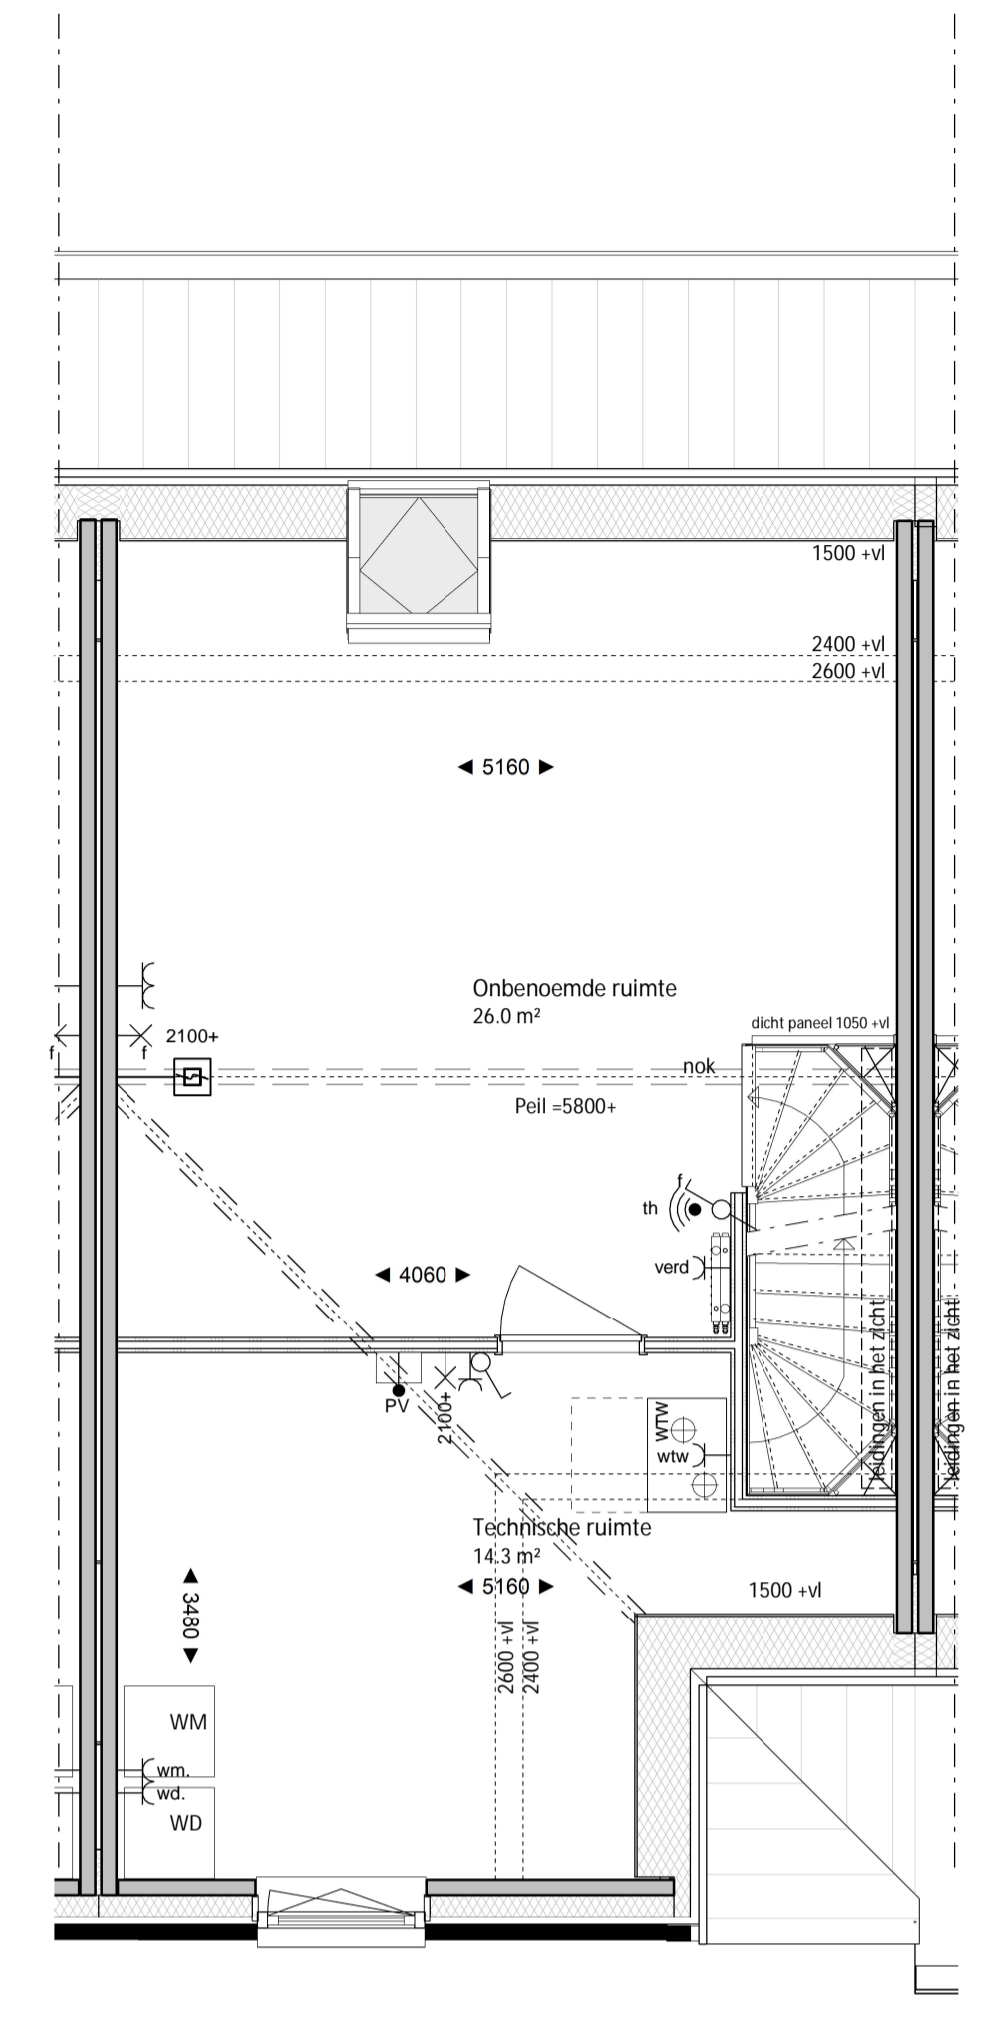 1500 +vl
2400 +vl
2600 +vl
5160
Onbenoemde ruimte
26.0 m²
dicht paneel 1050 +vl
2100+
f
f
nok
Peil =5800+
f
th
verd
4060
leidingen in het zicht
leidingen in het zicht
PV
2100+
WTW
wtw
Technische ruimte
14.3 m²
5160
1500 +vl
3480
2600 +vl
2400 +vl
WM
wm.
wd.
WD